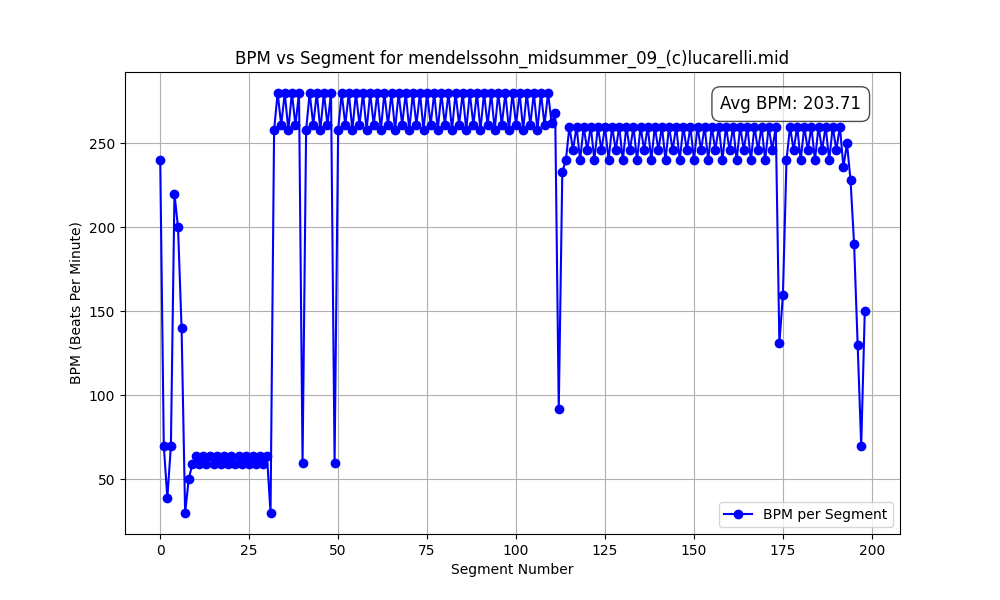 BPM vs Segment for mendelssohn_midsummer_09_(c)lucarelli.mid
Avg BPM: 203.71
BPM (Beats Per Minute)
250
200
150
100
50
BPM per Segment
0 25 50 75 100 125 150 175 200
Segment Number